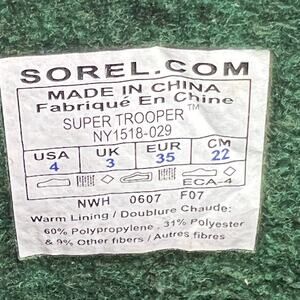 SOREL.COM
MADE IN CHINA
Fabriqué En Chine
SUPER TROOPER™
NY1518-029
USA UK EUR CM
4 3 35 22
ECA-4
NWH 0607 F07
Warm Lining / Doublure Chaude:
60% Polypropylene, 31% Polyester
& 9% Other fibers / Autres fibres